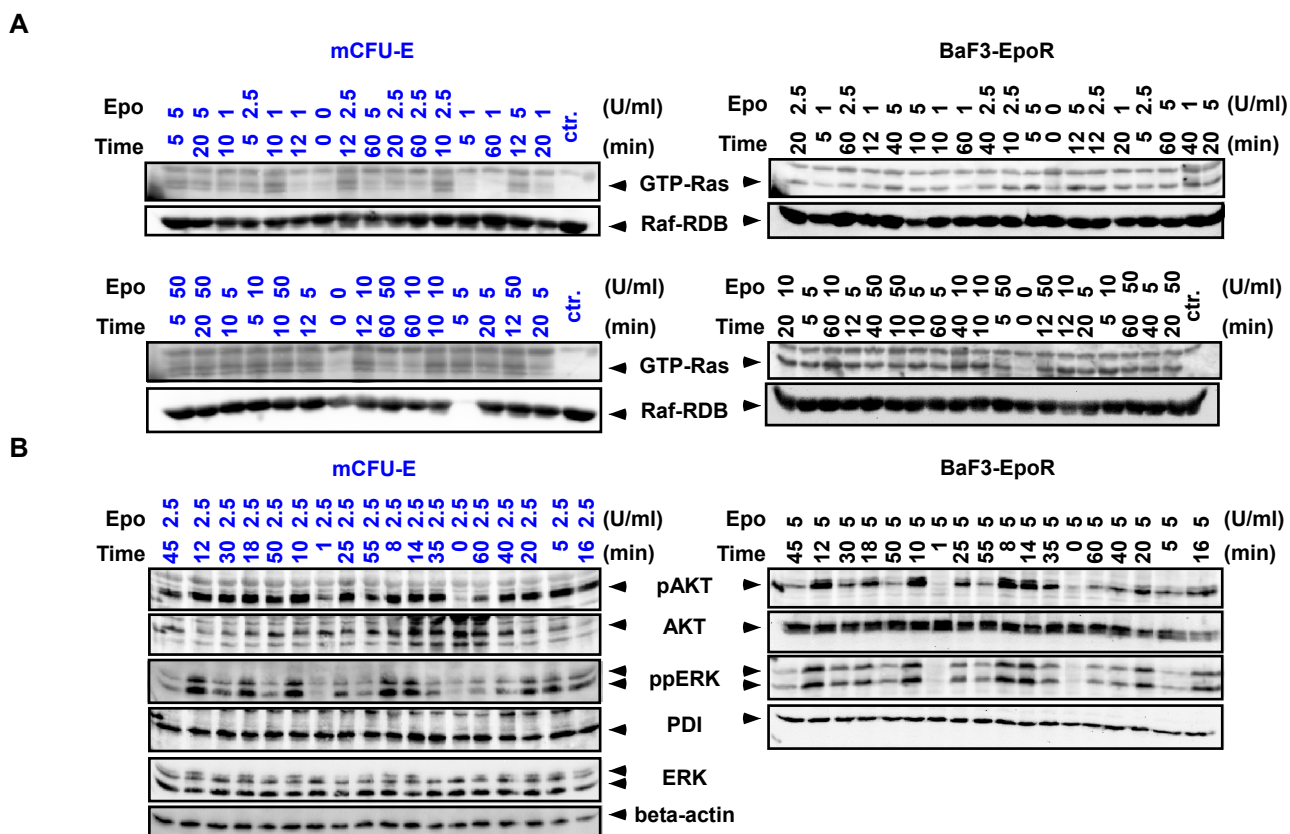 A
mCFU-E
BaF3-EpoR
Epo 5 5 1 2.5 1 1 0 2.5 5 2.5 2.5 2.5 1 1 5 1 ctr. (U/ml)
Time 5 20 10 5 10 12 0 12 60 20 60 10 5 60 12 20 (min)
Epo 2.5 1 2.5 1 5 5 1 1 2.5 2.5 5 0 5 2.5 1 2.5 5 1 5 (U/ml)
Time 20 5 60 12 40 10 10 60 40 10 5 0 12 12 20 5 60 40 20 (min)
GTP-Ras
Raf-RDB
Epo 50 50 5 10 50 5 0 10 50 10 10 5 5 50 5 ctr. (U/ml)
Time 5 20 10 5 10 12 0 12 60 60 10 5 20 12 20 (min)
Epo 10 5 10 5 50 50 5 5 10 10 5 0 50 10 5 10 50 5 50 ctr. (U/ml)
Time 20 5 60 12 40 10 10 60 40 10 5 0 12 12 20 5 60 40 20 (min)
GTP-Ras
Raf-RDB
B
mCFU-E
BaF3-EpoR
Epo 2.5 2.5 2.5 2.5 2.5 2.5 2.5 2.5 2.5 2.5 2.5 2.5 2.5 2.5 2.5 2.5 2.5 2.5 (U/ml)
Time 45 12 30 18 50 10 1 25 55 8 14 35 0 60 40 20 5 16 (min)
Epo 5 5 5 5 5 5 5 5 5 5 5 5 5 5 5 5 5 5 (U/ml)
Time 45 12 30 18 50 10 1 25 55 8 14 35 0 60 40 20 5 16 (min)
pAKT
AKT
ppERK
PDI
ERK
beta-actin